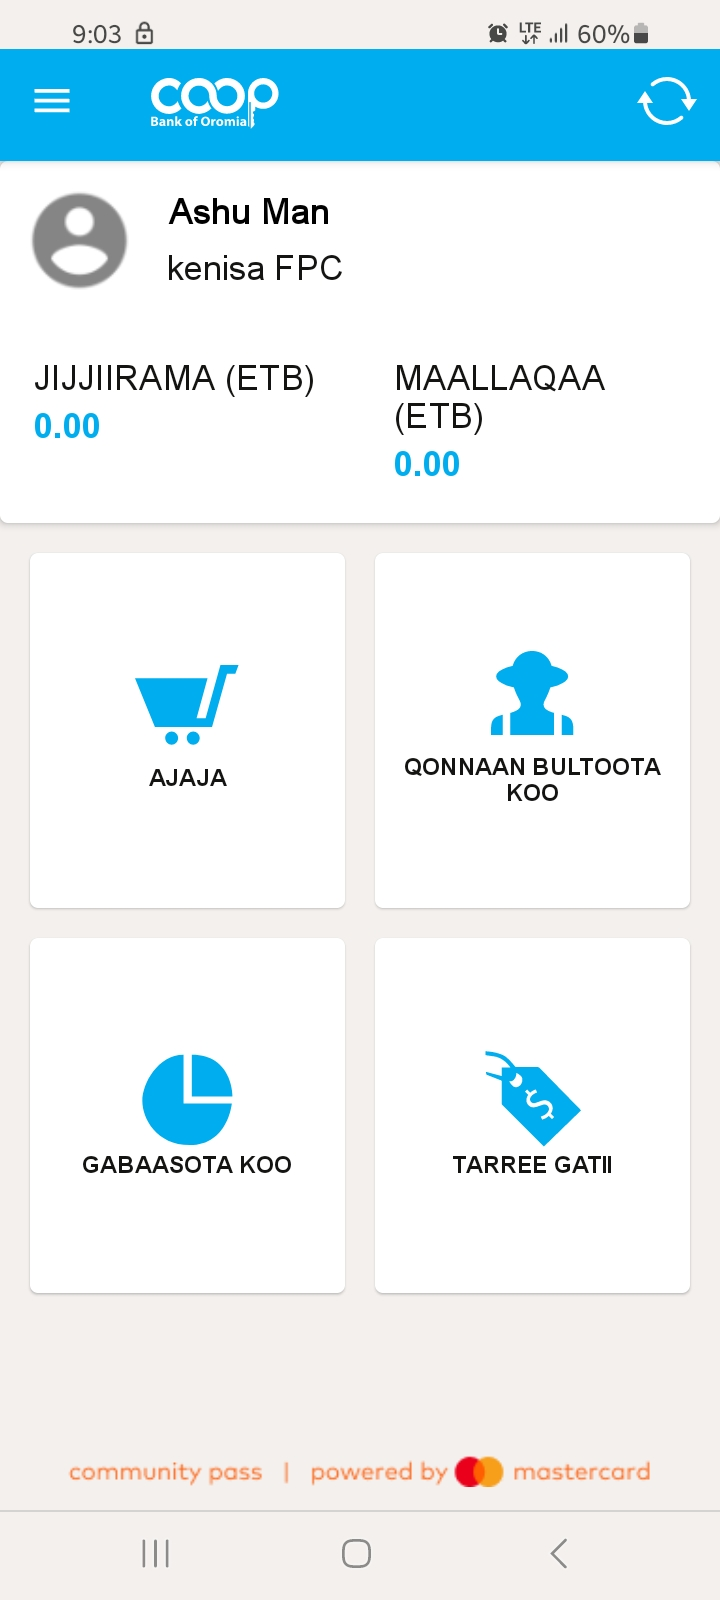 9:03 LTE 60%
coop
Bank of Oromia
Ashu Man
kenisa FPC
JIJJIIRAMA (ETB)
0.00
MAALLAQAA
(ETB)
0.00
AJAJA
QONNAAN BULTOOTA
KOO
GABAASOTA KOO
TARREE GATII
community pass | powered by mastercard